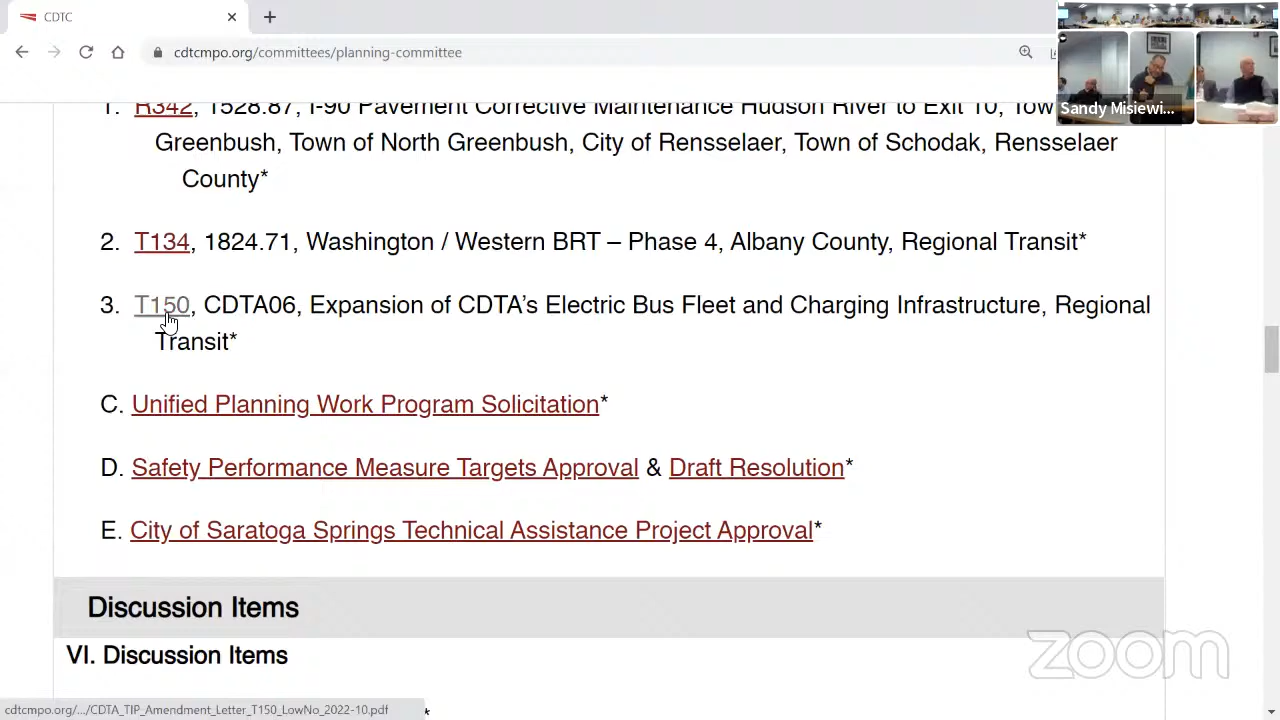 CDTC
cdtcmpo.org/committees/planning-committee
Sandy Misiewi...
1. R342, 1528.87, I-90 Pavement Corrective Maintenance Hudson River to Exit 10, Tow
Greenbush, Town of North Greenbush, City of Rensselaer, Town of Schodak, Rensselaer
County*
2. T134, 1824.71, Washington / Western BRT – Phase 4, Albany County, Regional Transit*
3. T150, CDTA06, Expansion of CDTA’s Electric Bus Fleet and Charging Infrastructure, Regional
Transit*
C. Unified Planning Work Program Solicitation*
D. Safety Performance Measure Targets Approval & Draft Resolution*
E. City of Saratoga Springs Technical Assistance Project Approval*
Discussion Items
VI. Discussion Items
zoom
cdtcmpo.org/.../CDTA_TIP_Amendment_Letter_T150_LowNo_2022-10.pdf
*